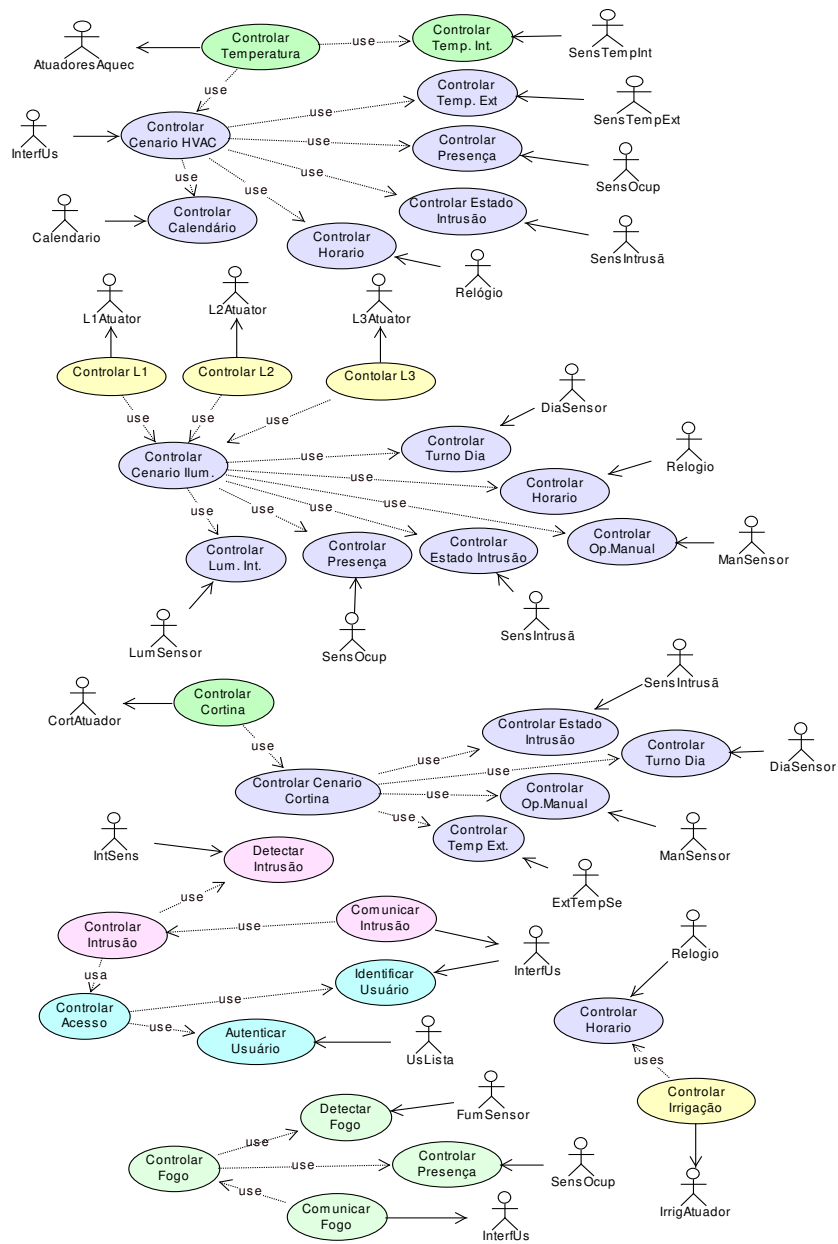 Controlar
Temperatura
use
Controlar
Temp. Int.
AtuadoresAquec
SensTempInt
use
Controlar
Temp. Ext
use
SensTempExt
InterfUs
Controlar
Cenario HVAC
use
Controlar
Presença
use
use
SensOcup
use
Controlar Estado
Intrusão
Calendario
Controlar
Calendário
Controlar
Horario
SensIntrusã
Relógio
L1Atuator
L2Atuator
L3Atuator
Controlar L1
Controlar L2
Contolar L3
DiaSensor
use
use
use
Controlar
Turno Dia
Relogio
Controlar
Cenario Ilum.
use
use
Controlar
Horario
use
use
use
use
Controlar
Op.Manual
ManSensor
Controlar
Lum. Int.
Controlar
Presença
Controlar
Estado Intrusão
LumSensor
SensOcup
SensIntrusã
SensIntrusã
CortAtuador
Controlar
Cortina
use
Controlar Estado
Intrusão
Controlar
Turno Dia
DiaSensor
use
use
Controlar Cenario
Cortina
use
Controlar
Op.Manual
use
Controlar
Temp Ext.
ManSensor
IntSens
Detectar
Intrusão
ExtTempSe
use
Controlar
Intrusão
use
Comunicar
Intrusão
InterfUs
Relogio
usa
Identificar
Usuário
Controlar
Acesso
use
use
Autenticar
Usuário
UsLista
Controlar
Horario
uses
Controlar
Irrigação
Detectar
Fogo
FumSensor
use
Controlar
Fogo
use
Controlar
Presença
SensOcup
use
Comunicar
Fogo
InterfUs
IrrigAtuador